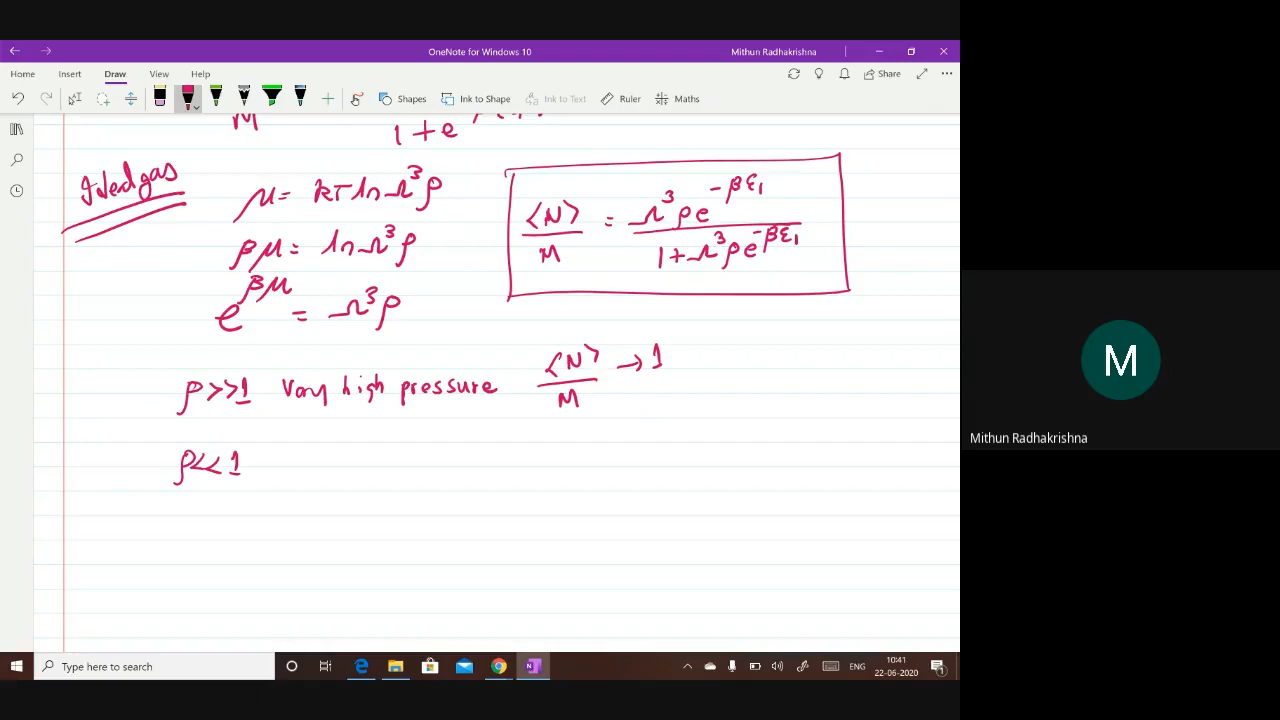 OneNote for Windows 10
Mithun Radhakrishna
Home Insert Draw View Help
Share
Shapes Ink to Shape Ink to Text Ruler Maths
M
1 + e
Ideal gas
μ = kT ln Λ³ρ
βμ = ln Λ³ρ
e^βμ = Λ³ρ
<N>/M = Λ³ρe^-βε₁ / 1 + Λ³ρe^-βε₁
ρ >> 1 Very high pressure <N>/M → 1
ρ << 1
M
Mithun Radhakrishna
Type here to search
ENG
10:41
22-06-2020